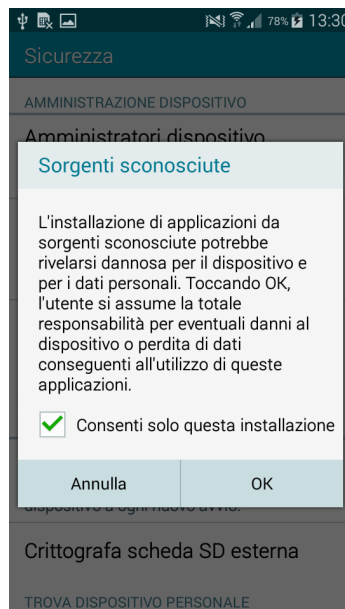 78% 13:30
Sicurezza
AMMINISTRAZIONE DISPOSITIVO
Amministratori dispositivo
Sorgenti sconosciute
L'installazione di applicazioni da
sorgenti sconosciute potrebbe
rivelarsi dannosa per il dispositivo e
per i dati personali. Toccando OK,
l'utente si assume la totale
responsabilità per eventuali danni al
dispositivo o perdita di dati
conseguenti all'utilizzo di queste
applicazioni.
Consenti solo questa installazione
Annulla OK
dispositivo a ogni nuovo avvio.
Crittografa scheda SD esterna
TROVA DISPOSITIVO PERSONALE